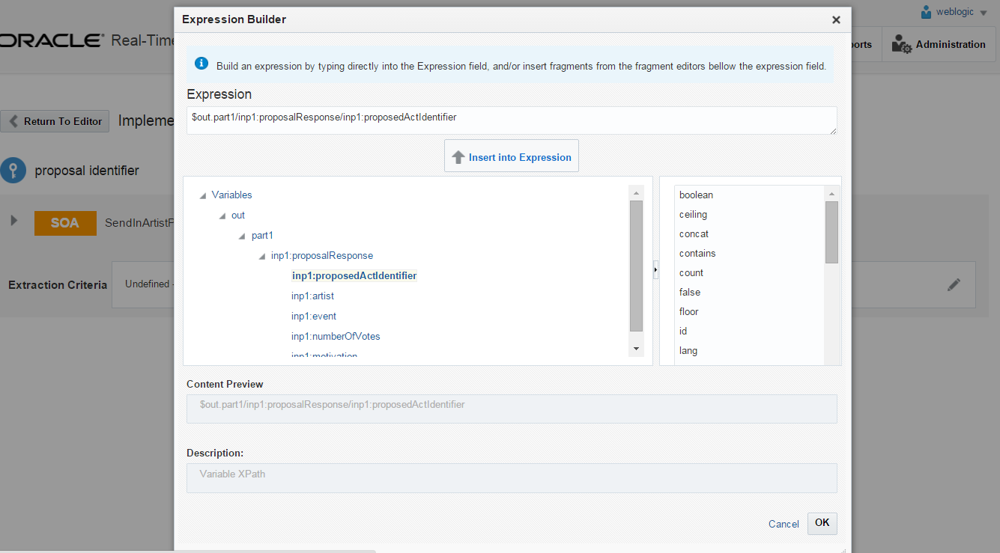 Expression Builder
weblogic
ORACLE Real-Time
ports
Administration
Build an expression by typing directly into the Expression field, and/or insert fragments from the fragment editors bellow the expression field.
Expression
$out.part1/inp1:proposalResponse/inp1:proposedActIdentifier
Return To Editor
Impleme
Insert into Expression
proposal identifier
SOA
SendInArtistP
Extraction Criteria
Undefined -
Variables
out
part1
inp1:proposalResponse
inp1:proposedActIdentifier
inp1:artist
inp1:event
inp1:numberOfVotes
inp1:motivation
boolean
ceiling
concat
contains
count
false
floor
id
lang
Content Preview
$out.part1/inp1:proposalResponse/inp1:proposedActIdentifier
Description:
Variable XPath
Cancel
OK